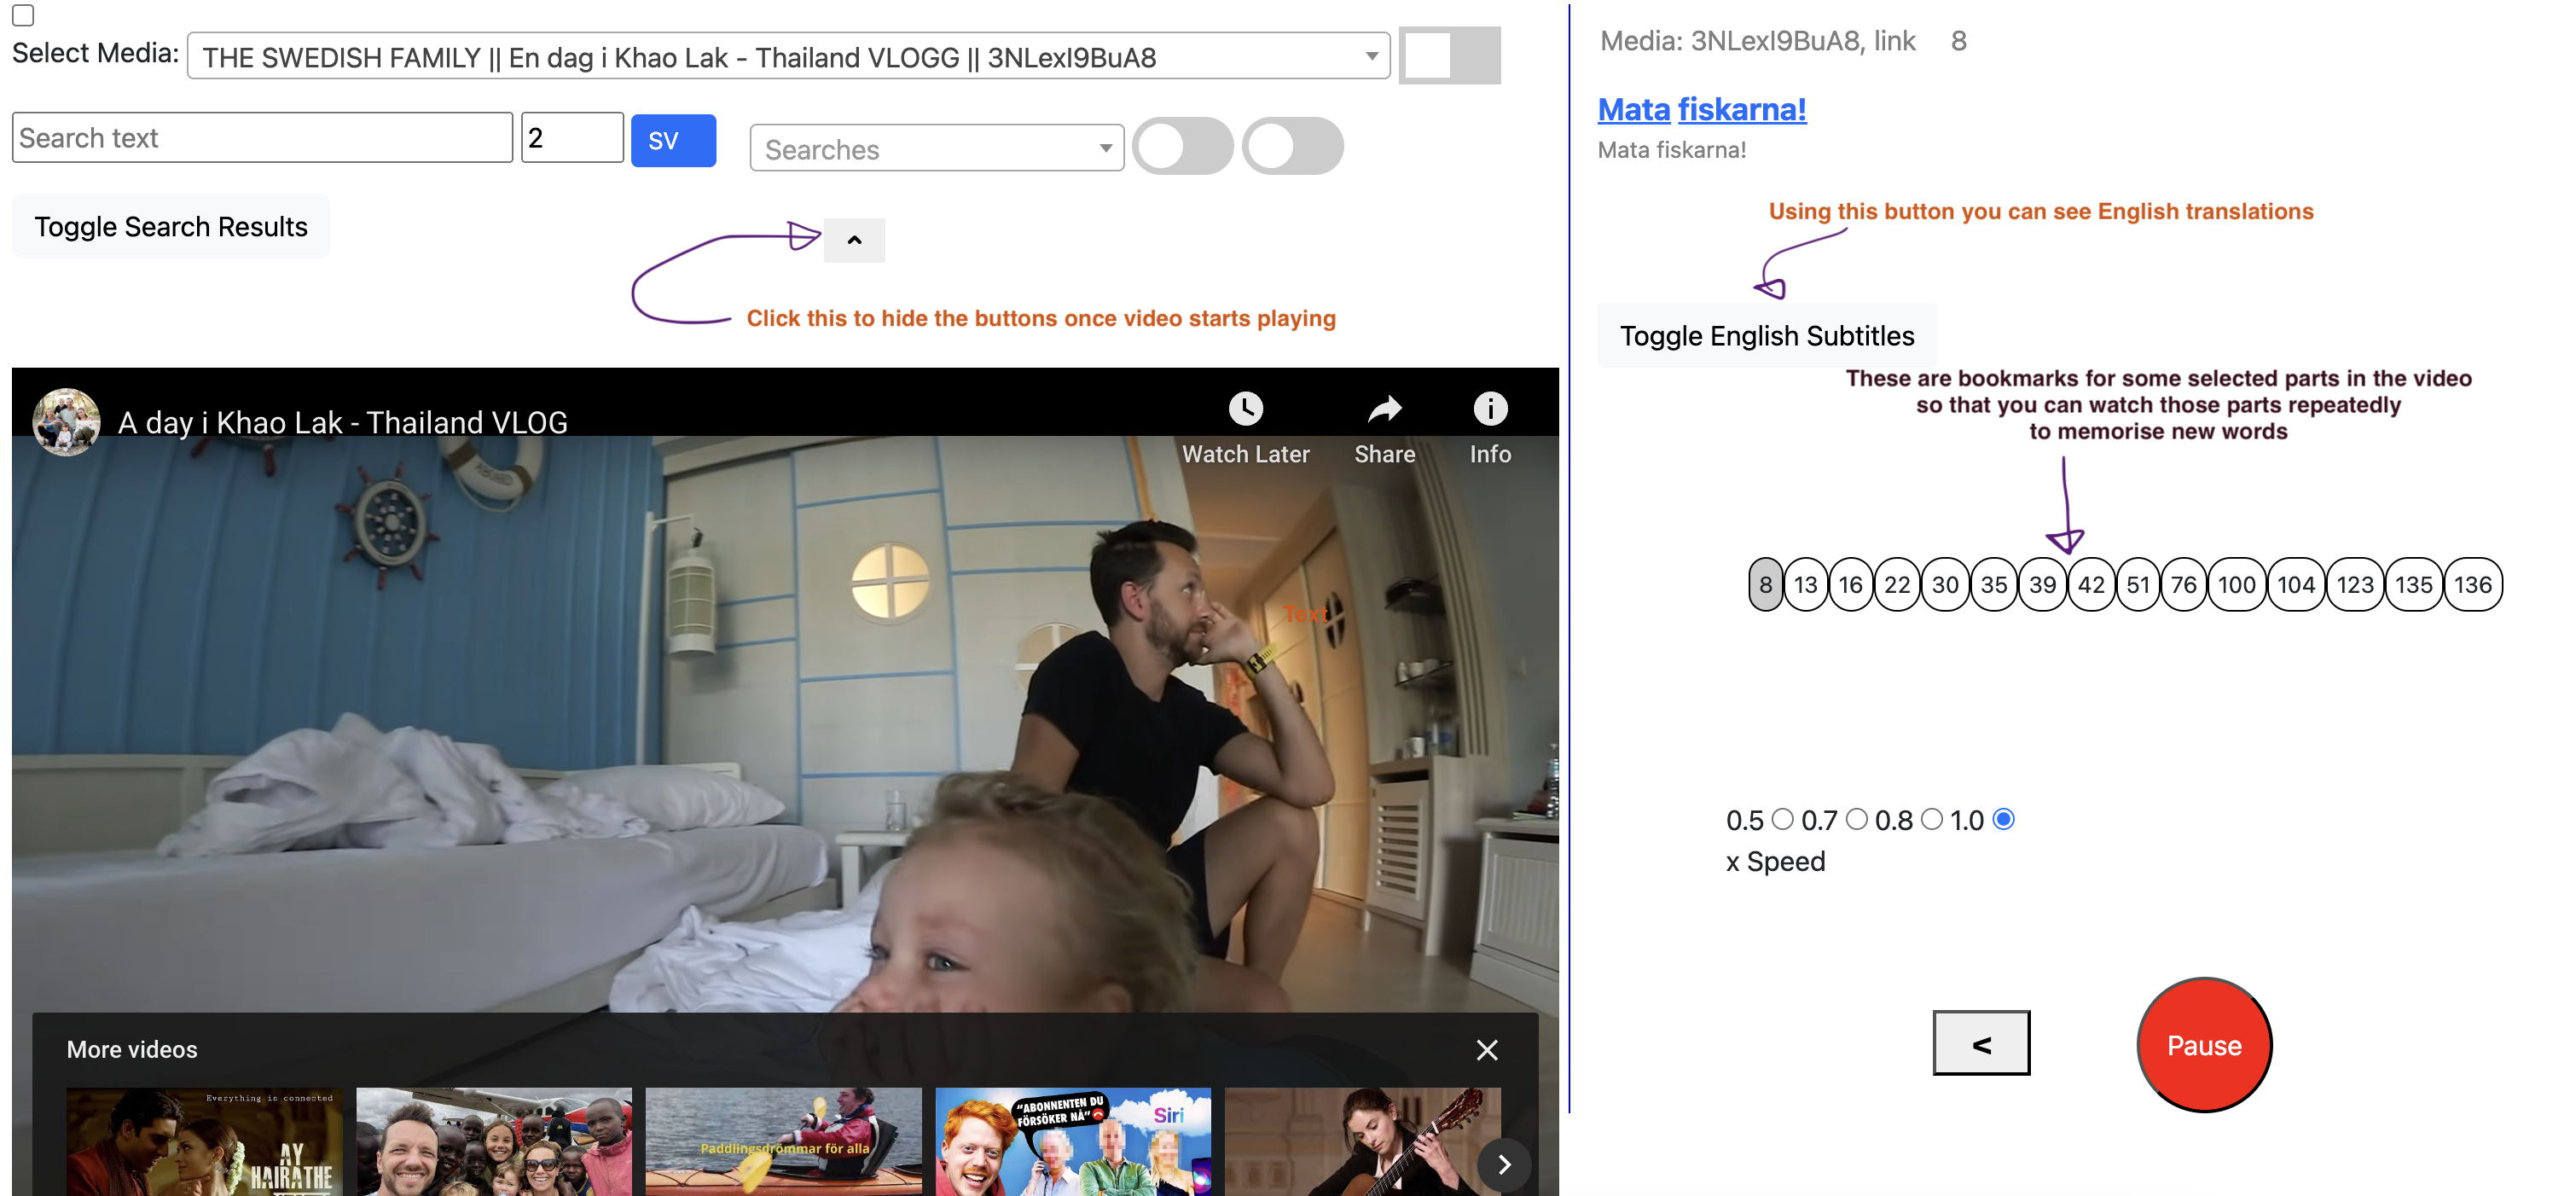 Select Media: THE SWEDISH FAMILY || En dag i Khao Lak - Thailand VLOGG || 3NLexI9BuA8
Search text
2
SV
Searches
Toggle Search Results
^
Click this to hide the buttons once video starts playing
A day i Khao Lak - Thailand VLOG
Watch Later
Share
Info
Text
More videos
Everything is connected
AY
HAIRATHE
Paddlingsdrömmar för alla
"ABONNENTEN DU
FÖRSÖKER NÅ"
Siri
Media: 3NLexI9BuA8, link 8
Mata fiskarna!
Mata fiskarna!
Using this button you can see English translations
Toggle English Subtitles
These are bookmarks for some selected parts in the video
so that you can watch those parts repeatedly
to memorise new words
8 13 16 22 30 35 39 42 51 76 100 104 123 135 136
0.5 0.7 0.8 1.0
x Speed
<
Pause